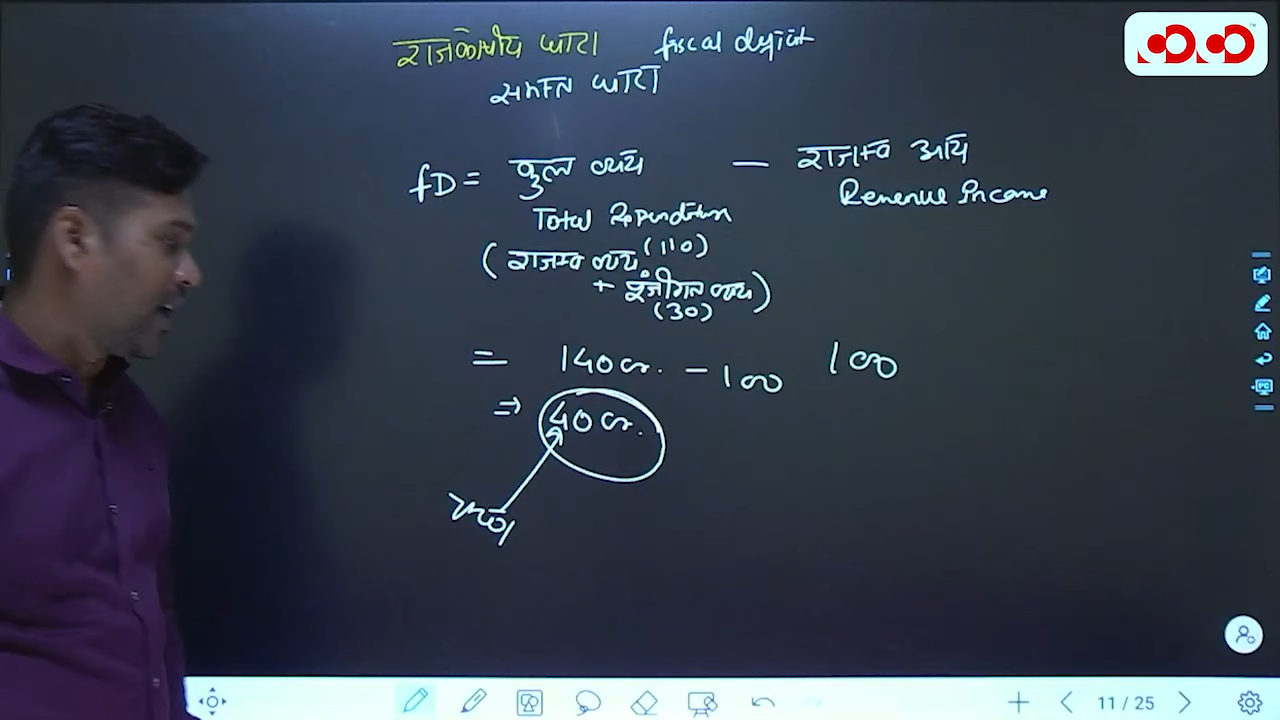 राजकोषीय घाटा fiscal deficit
समस्त घाटा
fD = कुल व्यय — राजस्व आय
Total Expenditure Revenue Income
(राजस्व व्यय (110)
+ पूंजीगत व्यय)
(30)
= 140 cr. - 100 100
⇒ 40 cr.
ऋण
11 / 25